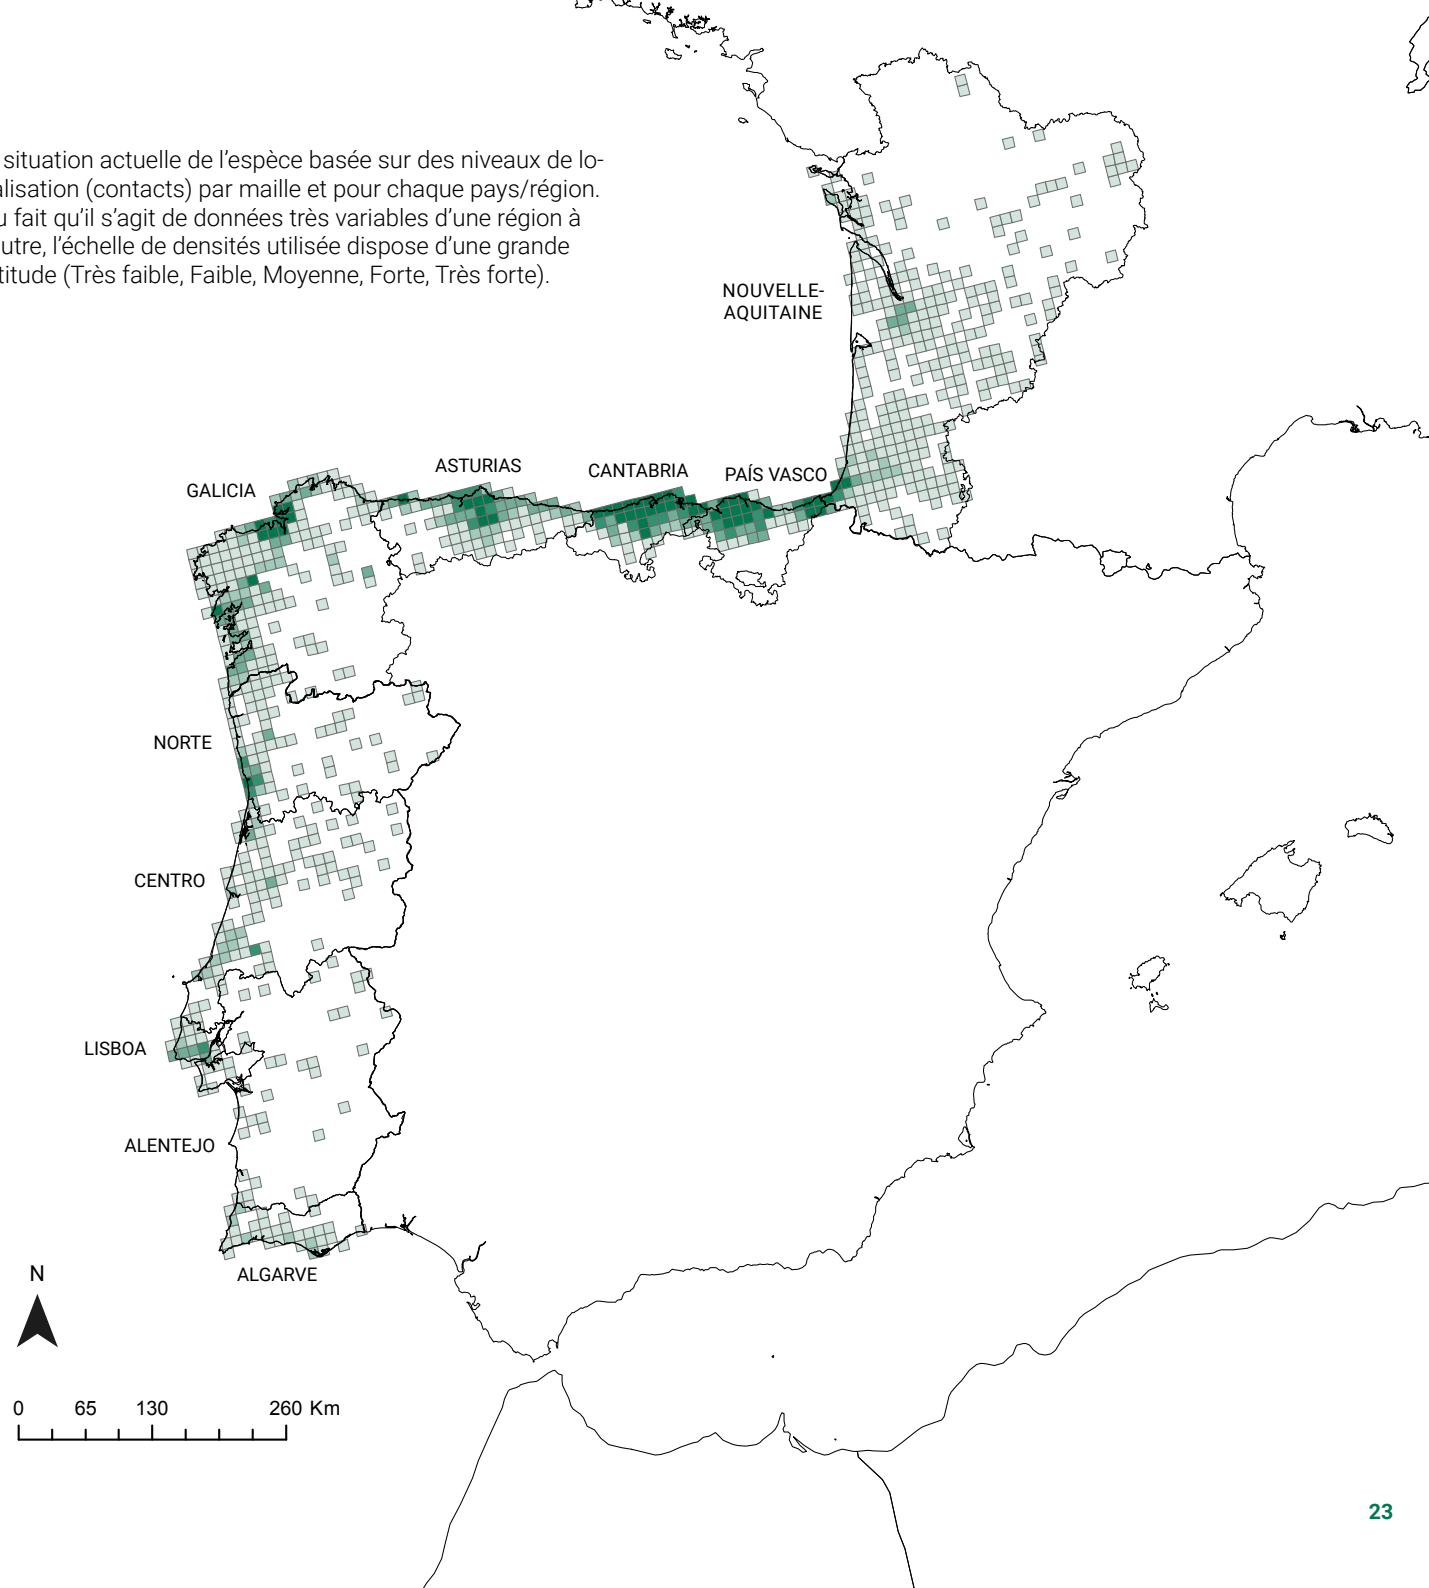 situation actuelle de l'espèce basée sur des niveaux de lo-
alisation (contacts) par maille et pour chaque pays/région.
u fait qu'il s'agit de données très variables d'une région à
utre, l'échelle de densités utilisée dispose d'une grande
titude (Très faible, Faible, Moyenne, Forte, Très forte).
NOUVELLE-
AQUITAINE
ASTURIAS
CANTABRIA
PAÍS VASCO
GALICIA
NORTE
CENTRO
LISBOA
ALENTEJO
ALGARVE
N
0 65 130 260 Km
23